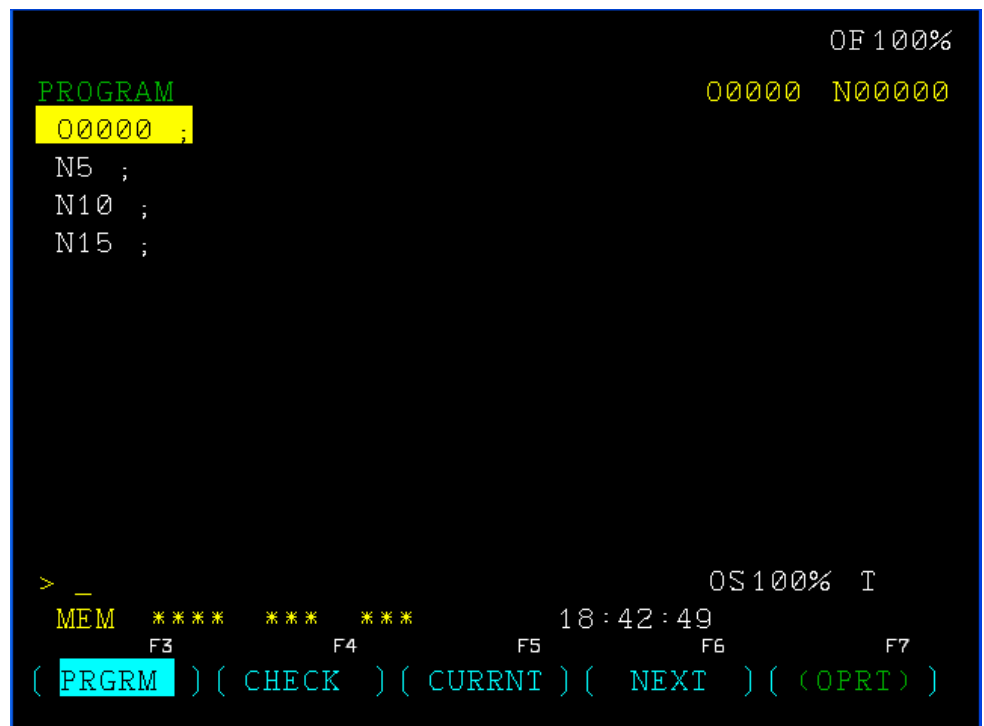 OF100%
PROGRAM O0000 N00000
O0000 ;
N5 ;
N10 ;
N15 ;
> _ OS100% T
MEM **** *** *** 18:42:49
F3 F4 F5 F6 F7
( PRGRM ) ( CHECK ) ( CURRNT ) ( NEXT ) ( (OPRT) )